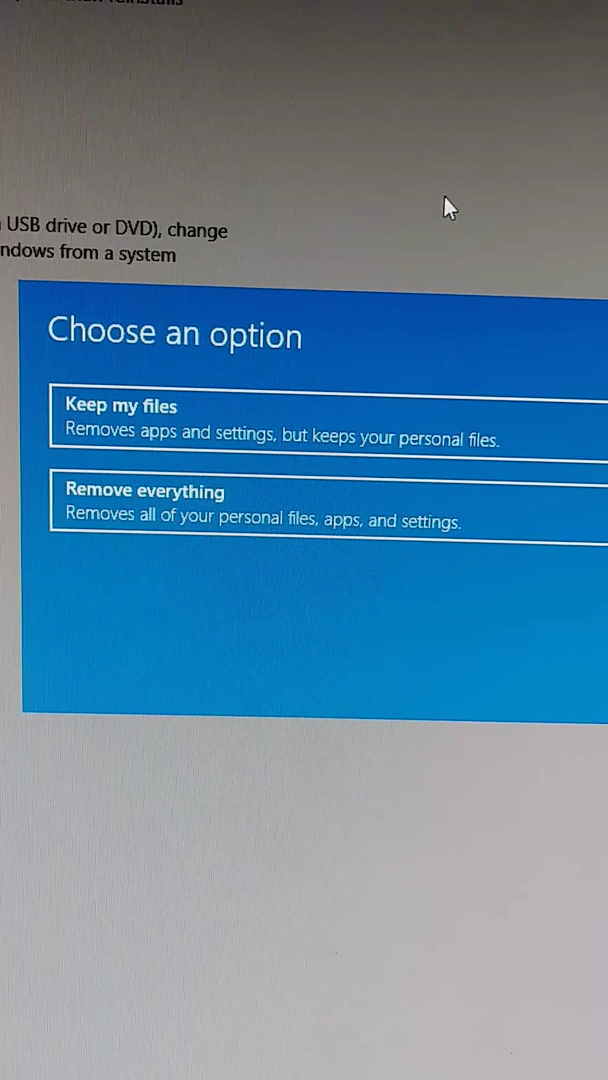 USB drive or DVD), change
ndows from a system
Choose an option
Keep my files
Removes apps and settings, but keeps your personal files.
Remove everything
Removes all of your personal files, apps, and settings.